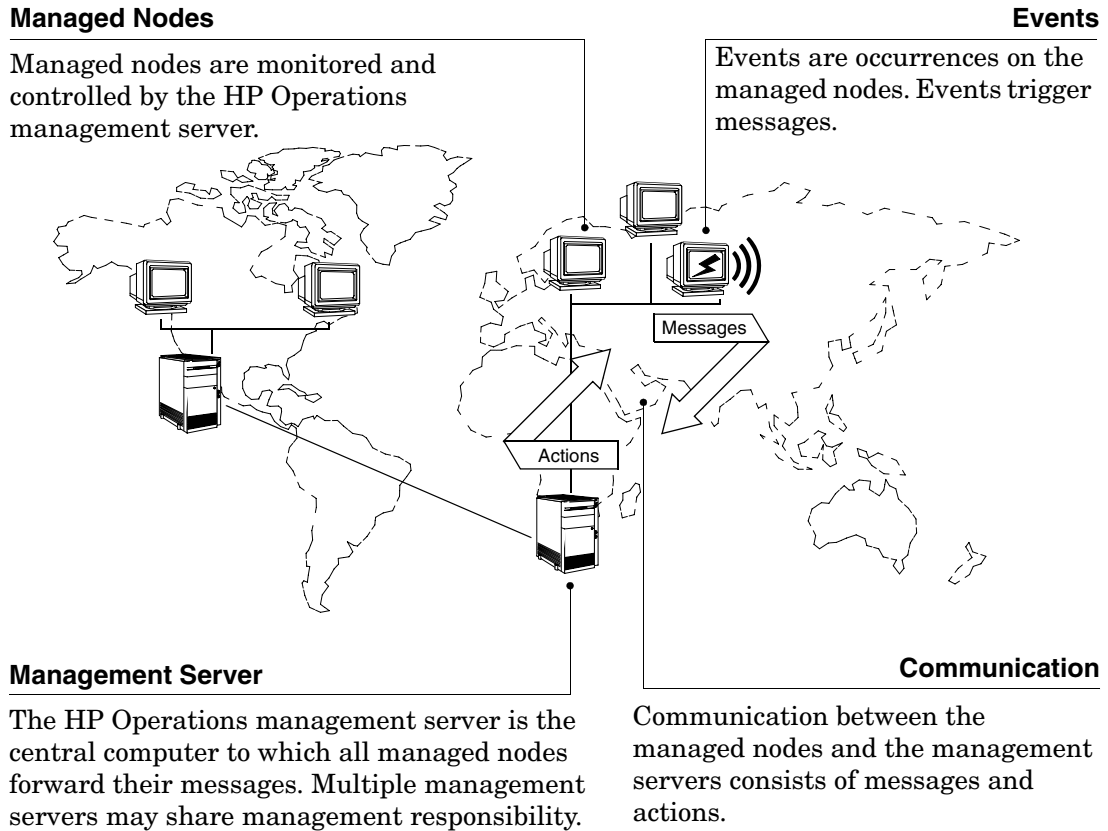 Managed Nodes
Managed nodes are monitored and
controlled by the HP Operations
management server.
Events
Events are occurrences on the
managed nodes. Events trigger
messages.
Messages
Actions
Management Server
The HP Operations management server is the
central computer to which all managed nodes
forward their messages. Multiple management
servers may share management responsibility.
Communication
Communication between the
managed nodes and the management
servers consists of messages and
actions.